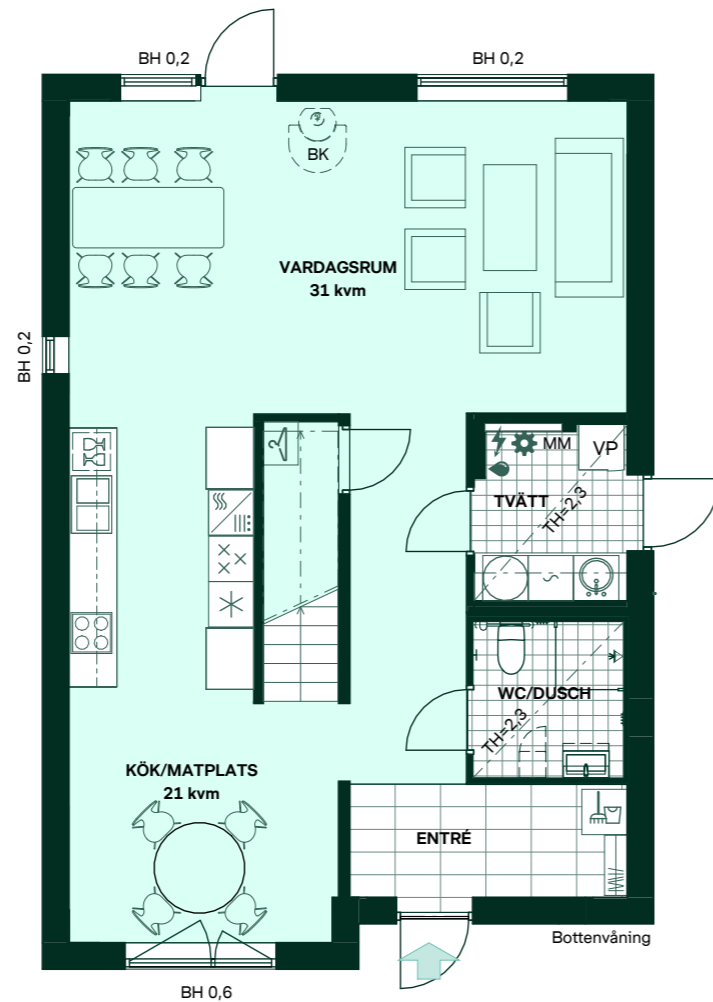 BH 0,2
BH 0,2
BK
VARDAGSRUM
31 kvm
BH 0,2
MM
VP
TVÄTT
TH=2,3
WC/DUSCH
TH=2,3
KÖK/MATPLATS
21 kvm
ENTRÉ
Bottenvåning
BH 0,6